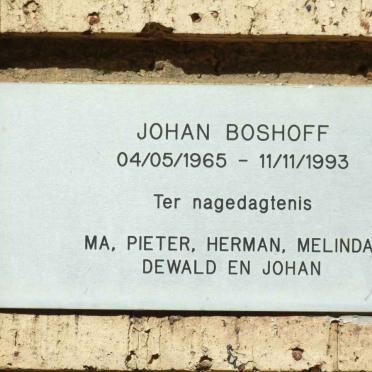 JOHAN BOSHOFF
04/05/1965 - 11/11/1993
Ter nagedagtenis
MA, PIETER, HERMAN, MELINDA
DEWALD EN JOHAN